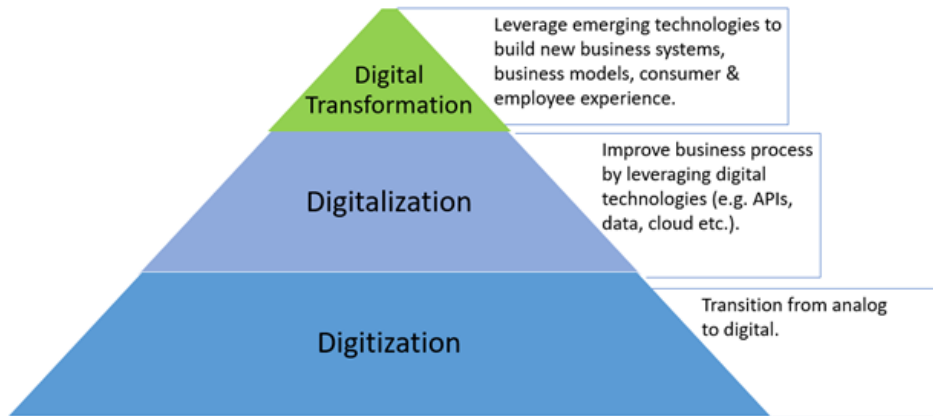 Digital
Transformation
Leverage emerging technologies to
build new business systems,
business models, consumer &
employee experience.
Digitalization
Improve business process
by leveraging digital
technologies (e.g. APIs,
data, cloud etc.).
Digitization
Transition from analog
to digital.